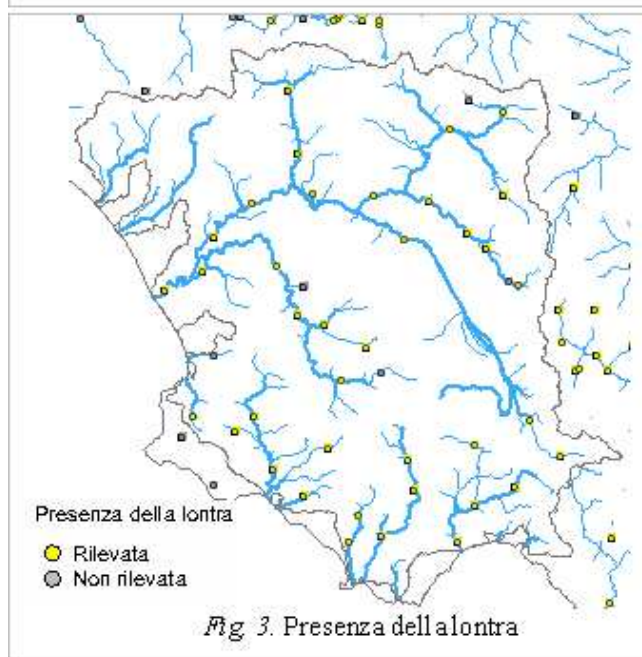 Presenza della lontra
Rilevata
Non rilevata
Fig. 3. Presenza della lontra